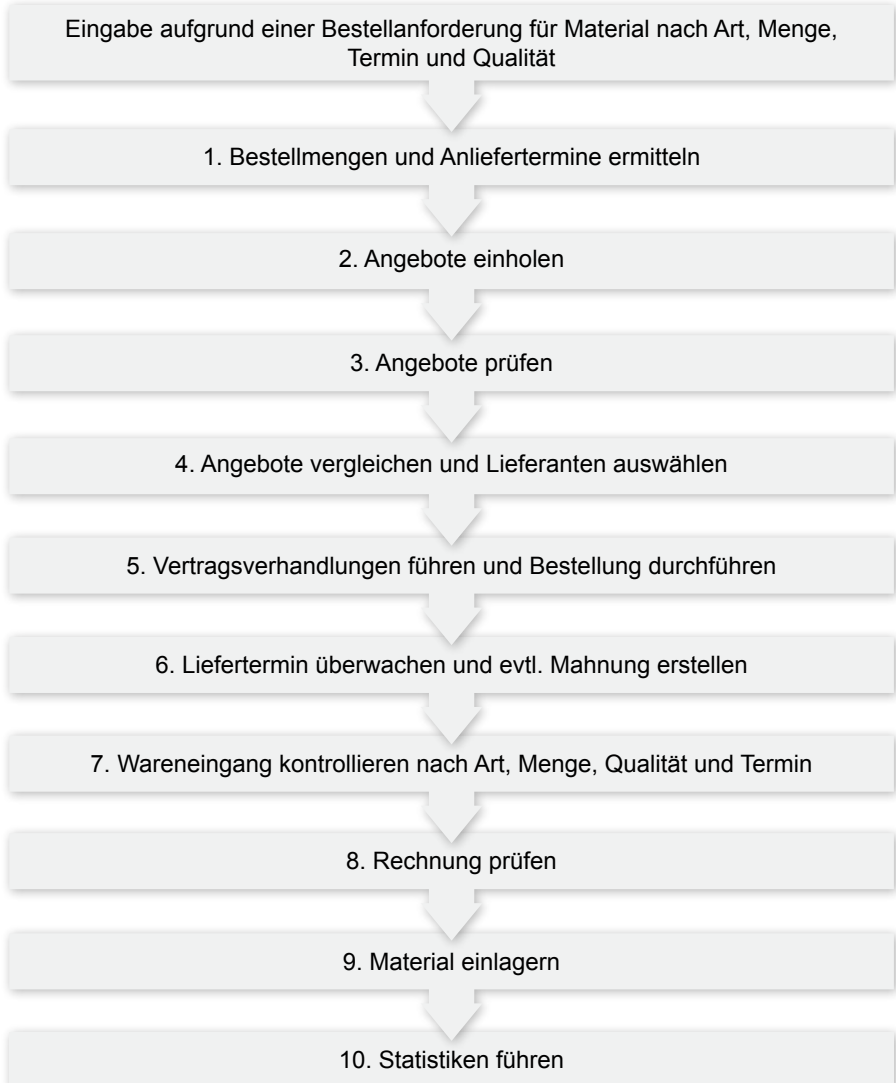 Eingabe aufgrund einer Bestellanforderung für Material nach Art, Menge,
Termin und Qualität
1. Bestellmengen und Anliefertermine ermitteln
2. Angebote einholen
3. Angebote prüfen
4. Angebote vergleichen und Lieferanten auswählen
5. Vertragsverhandlungen führen und Bestellung durchführen
6. Liefertermin überwachen und evtl. Mahnung erstellen
7. Wareneingang kontrollieren nach Art, Menge, Qualität und Termin
8. Rechnung prüfen
9. Material einlagern
10. Statistiken führen